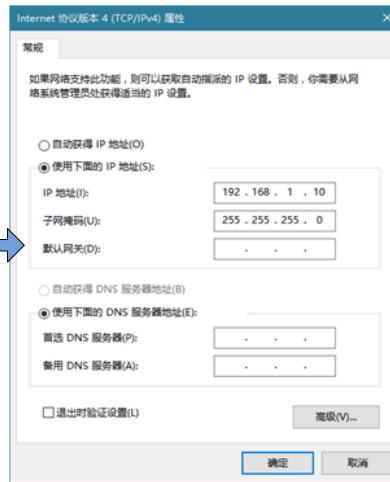 Internet 协议版本 4 (TCP/IPv4) 属性
常规
如果网络支持此功能，则可以获取自动指派的 IP 设置。否则，你需要从网
络系统管理员处获得适当的 IP 设置。
自动获得 IP 地址(O)
使用下面的 IP 地址(S):
IP 地址(I): 192 . 168 . 1 . 10
子网掩码(U): 255 . 255 . 255 . 0
默认网关(D): . . .
自动获得 DNS 服务器地址(B)
使用下面的 DNS 服务器地址(E):
首选 DNS 服务器(P): . . .
备用 DNS 服务器(A): . . .
退出时验证设置(L)
高级(V)...
确定 取消